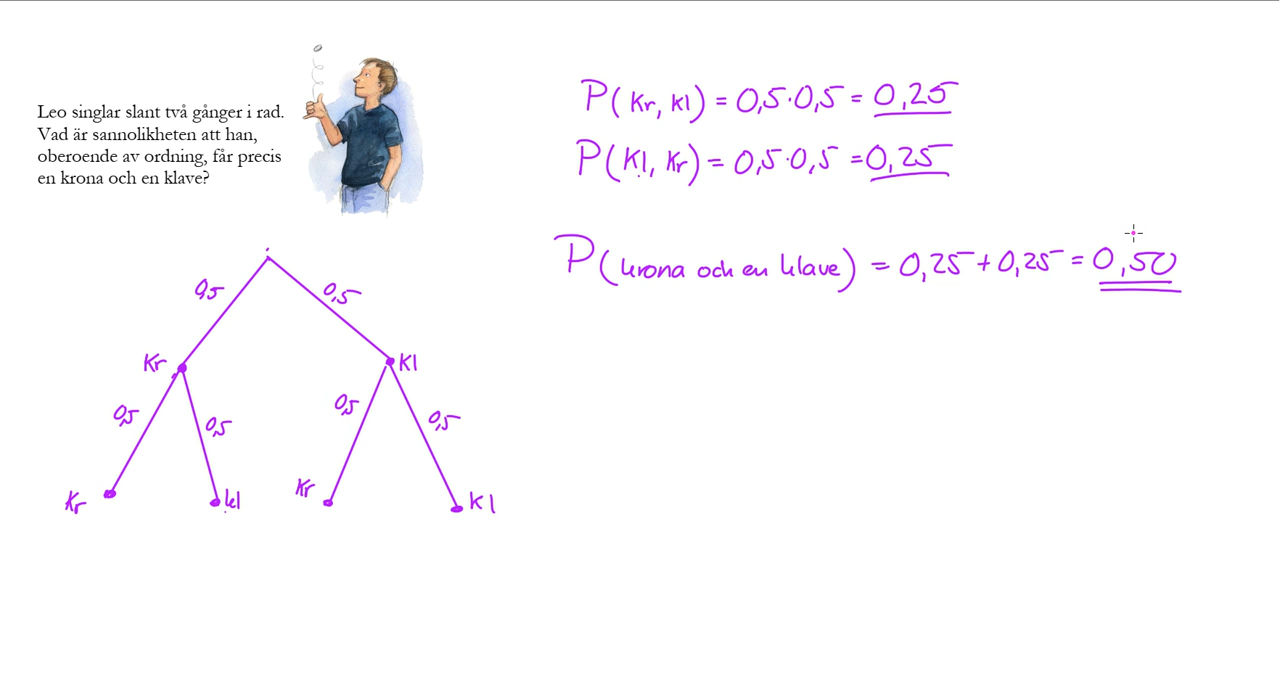 Leo singlar slant två gånger i rad.
Vad är sannolikheten att han,
oberoende av ordning, får precis
en krona och en klave?
P(Kr, kl) = 0,5·0,5 = 0,25
P(Kl, Kr) = 0,5·0,5 = 0,25
P(krona och en klave) = 0,25 + 0,25 = 0,50
0,5 0,5
Kr Kl
0,5 0,5 0,5 0,5
Kr kl Kr Kl